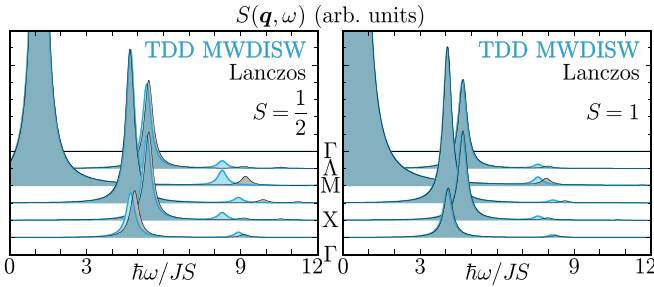 S(q, ω) (arb. units)
TDD MWDISW
Lanczos
S = 1/2
TDD MWDISW
Lanczos
S = 1
Γ
Λ
M
X
Γ
0 3 6 9 12
ħω/JS
0 3 6 9 12
ħω/JS